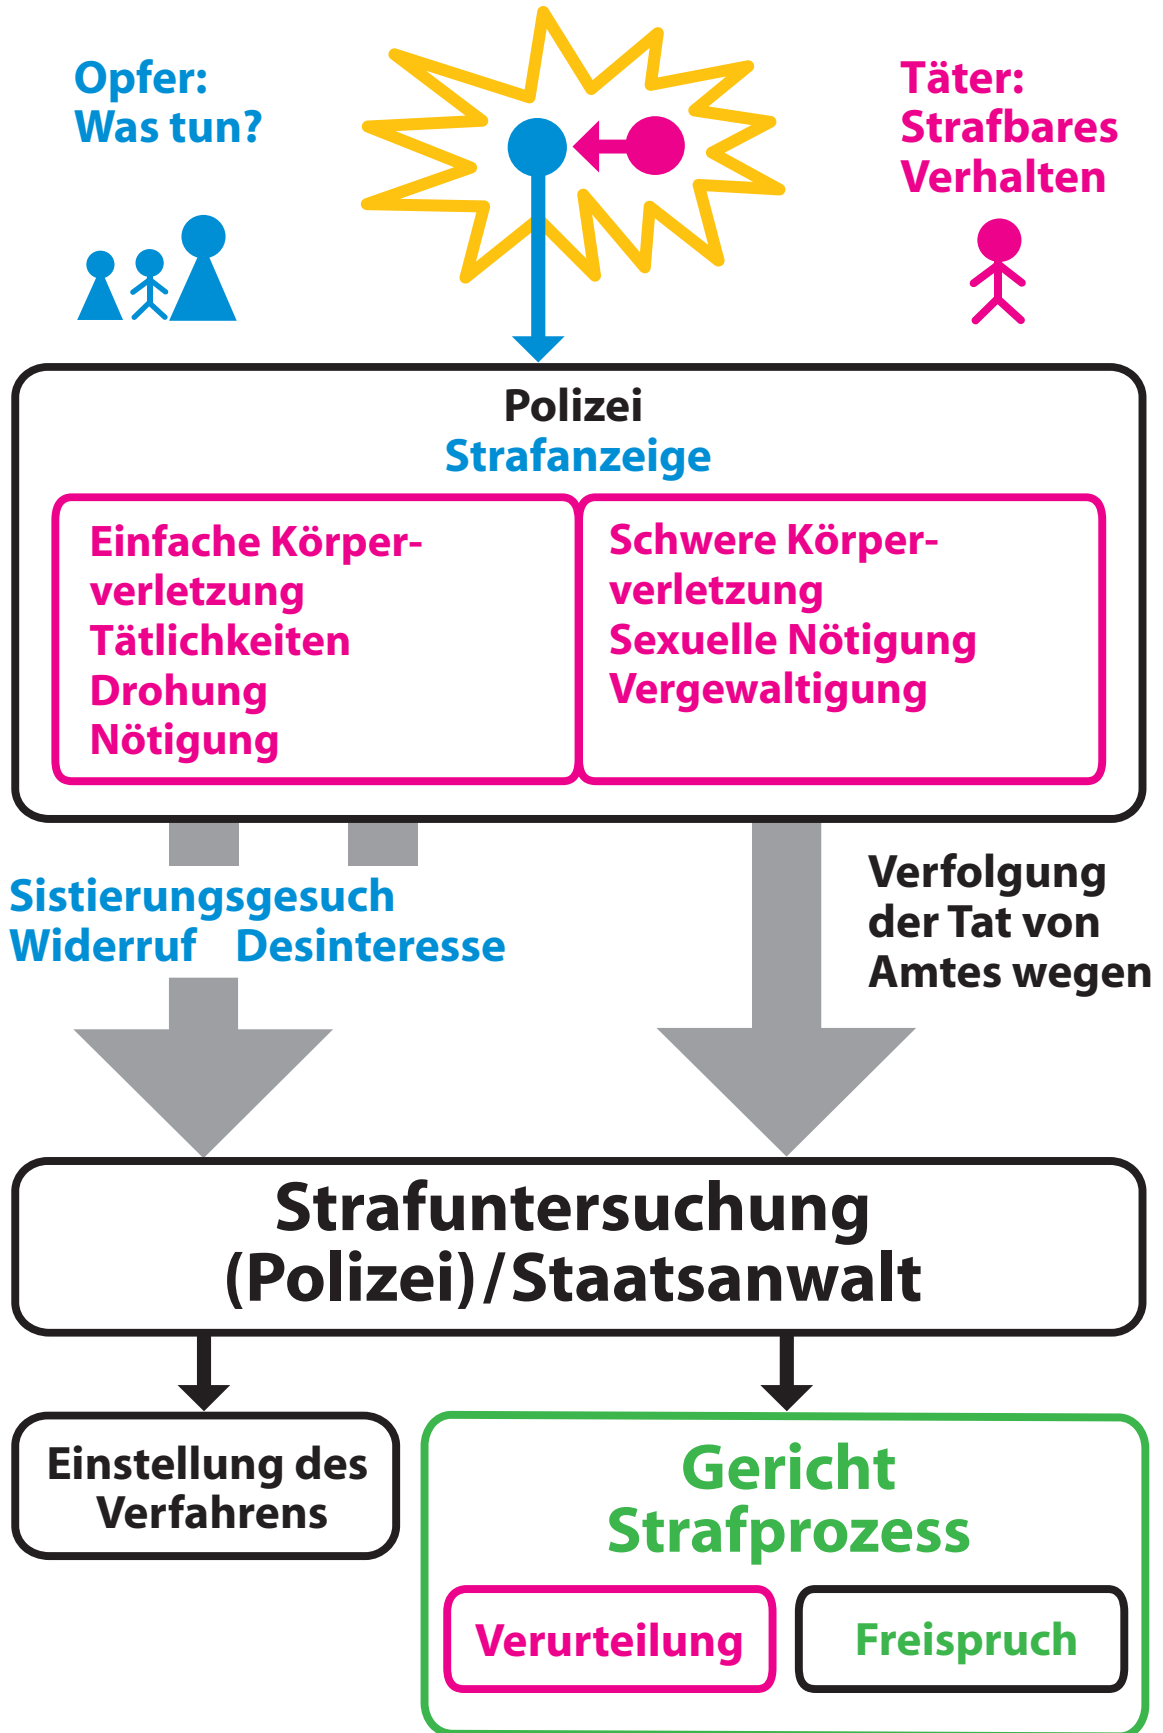 Opfer:
Was tun?
Täter:
Strafbares
Verhalten
Polizei
Strafanzeige
Einfache Körper-
verletzung
Tätlichkeiten
Drohung
Nötigung
Schwere Körper-
verletzung
Sexuelle Nötigung
Vergewaltigung
Sistierungsgesuch
Widerruf Desinteresse
Verfolgung
der Tat von
Amtes wegen
Strafuntersuchung
(Polizei)/Staatsanwalt
Einstellung des
Verfahrens
Gericht
Strafprozess
Verurteilung
Freispruch